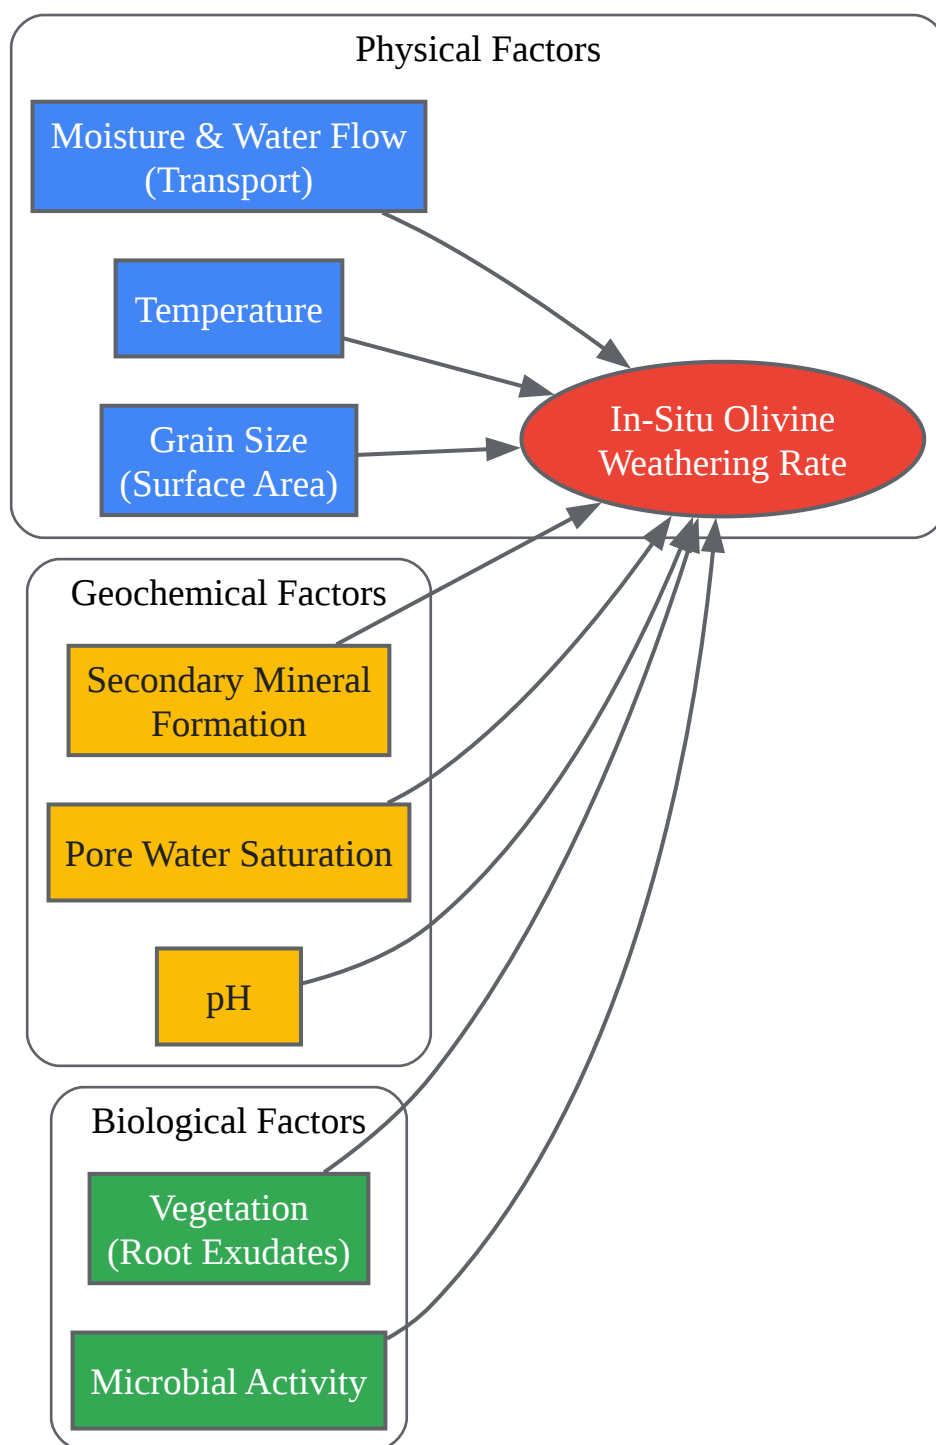 Physical Factors
Moisture & Water Flow
(Transport)
Temperature
Grain Size
(Surface Area)
In-Situ Olivine
Weathering Rate
Geochemical Factors
Secondary Mineral
Formation
Pore Water Saturation
pH
Biological Factors
Vegetation
(Root Exudates)
Microbial Activity